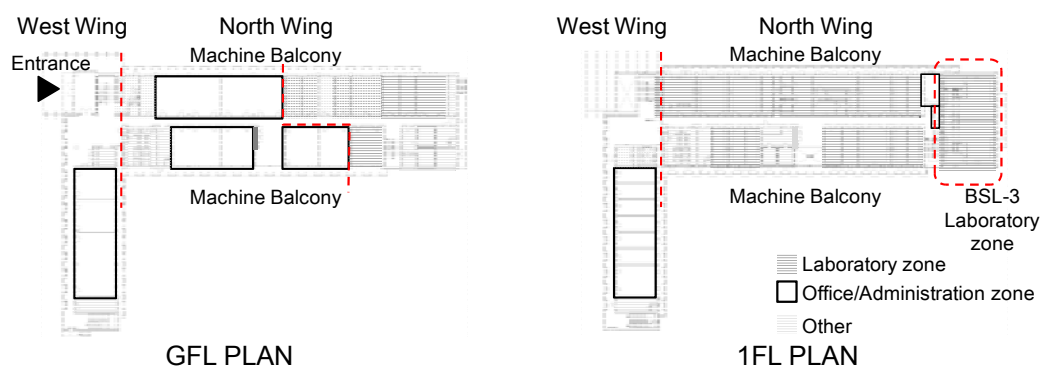 West Wing
North Wing
Machine Balcony
Entrance
Machine Balcony
GFL PLAN
West Wing
North Wing
Machine Balcony
Machine Balcony
BSL-3
Laboratory
zone
Laboratory zone
Office/Administration zone
Other
1FL PLAN